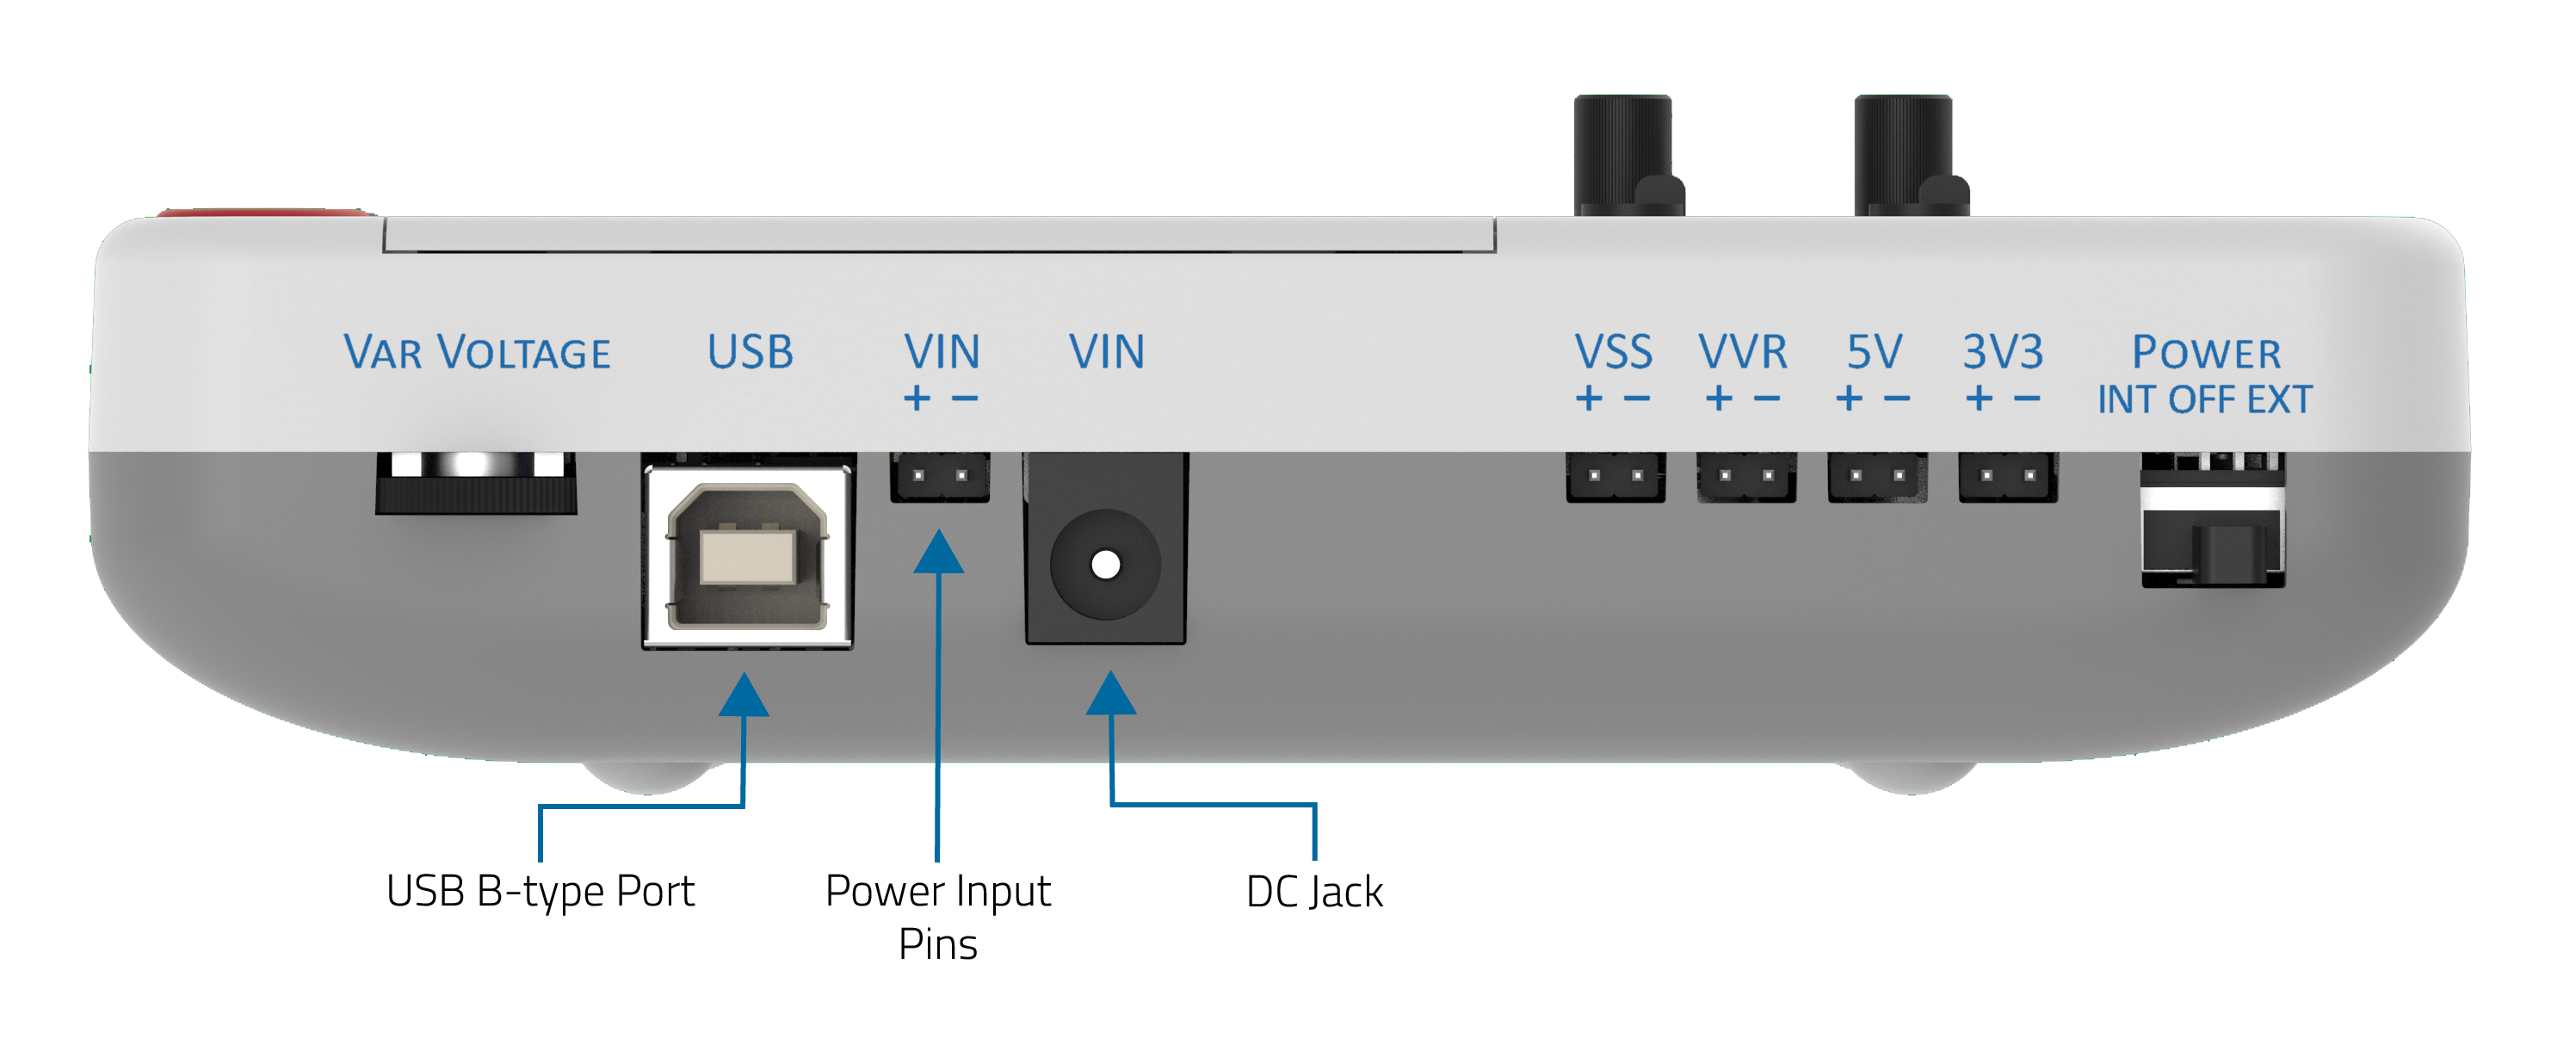 VAR VOLTAGE
USB
VIN
+ −
VIN
VSS
+ −
VVR
+ −
5V
+ −
3V3
+ −
POWER
INT OFF EXT
USB B-type Port
Power Input
Pins
DC Jack